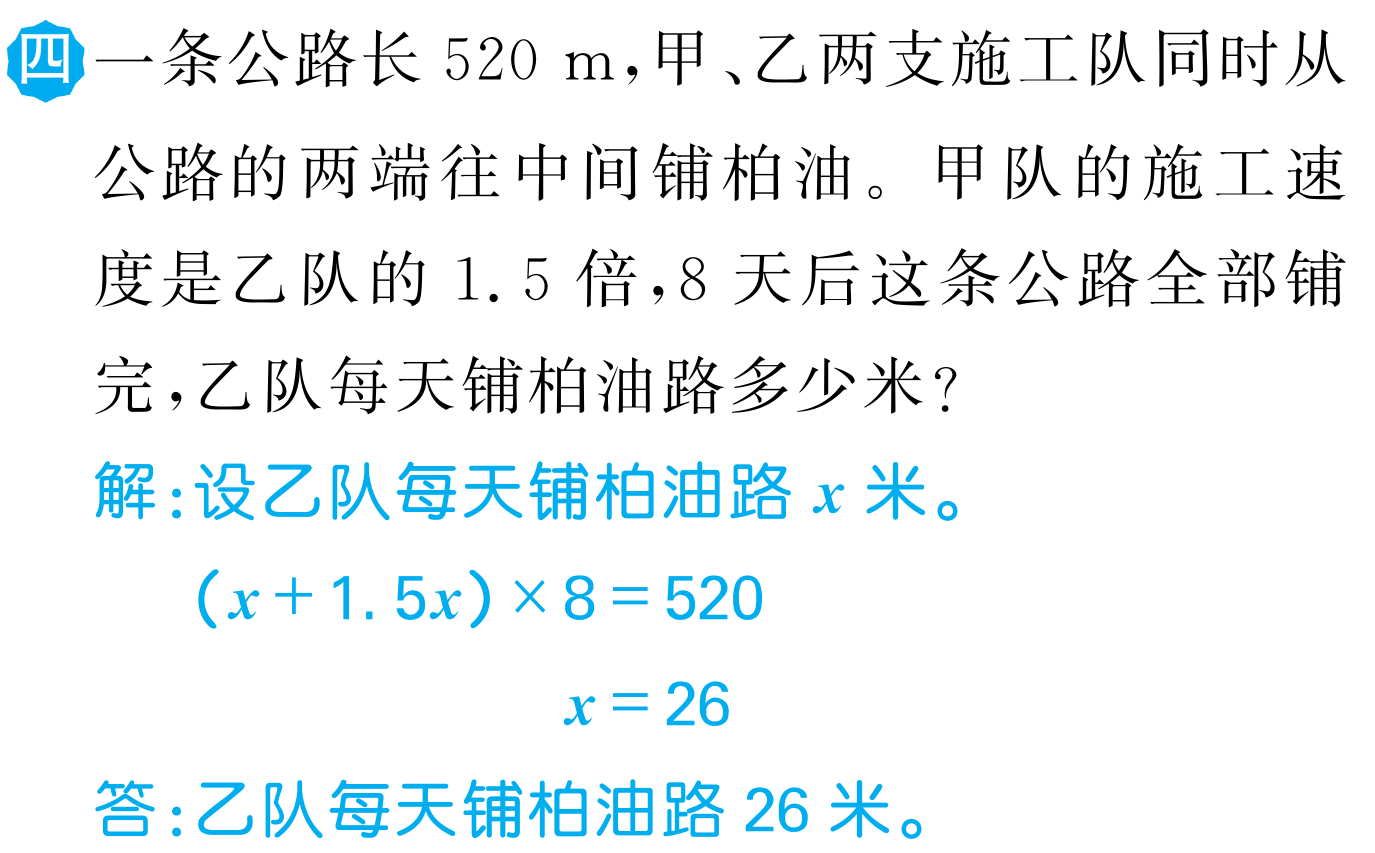 四 一条公路长 520 m,甲、乙两支施工队同时从
公路的两端往中间铺柏油。甲队的施工速
度是乙队的 1.5 倍,8 天后这条公路全部铺
完,乙队每天铺柏油路多少米?
解:设乙队每天铺柏油路 x 米。
(x+1.5x)×8=520
x=26
答:乙队每天铺柏油路 26 米。